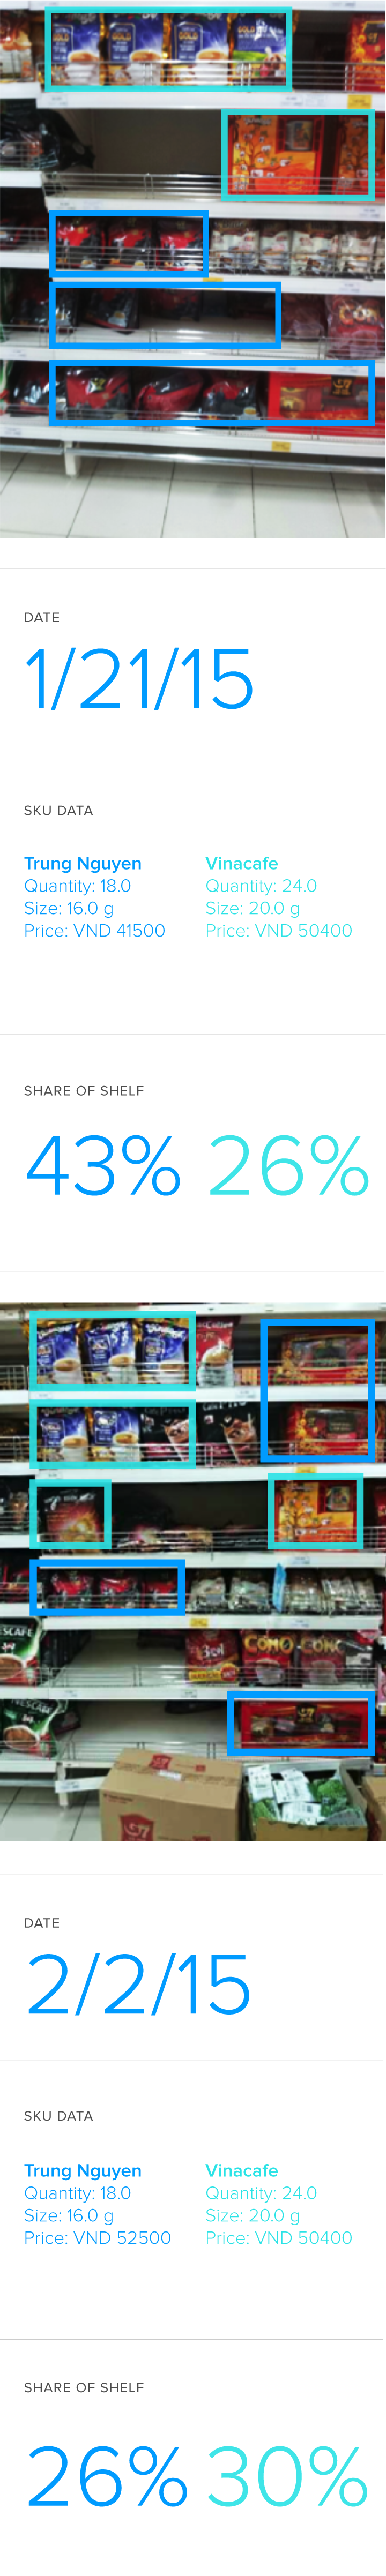 GOLD
GOLD
GOLD
DATE
1/21/15
SKU DATA
Trung Nguyen
Quantity: 18.0
Size: 16.0 g
Price: VND 41500
Vinacafe
Quantity: 24.0
Size: 20.0 g
Price: VND 50400
SHARE OF SHELF
43% 26%
DATE
2/2/15
SKU DATA
Trung Nguyen
Quantity: 18.0
Size: 16.0 g
Price: VND 52500
Vinacafe
Quantity: 24.0
Size: 20.0 g
Price: VND 50400
SHARE OF SHELF
26% 30%